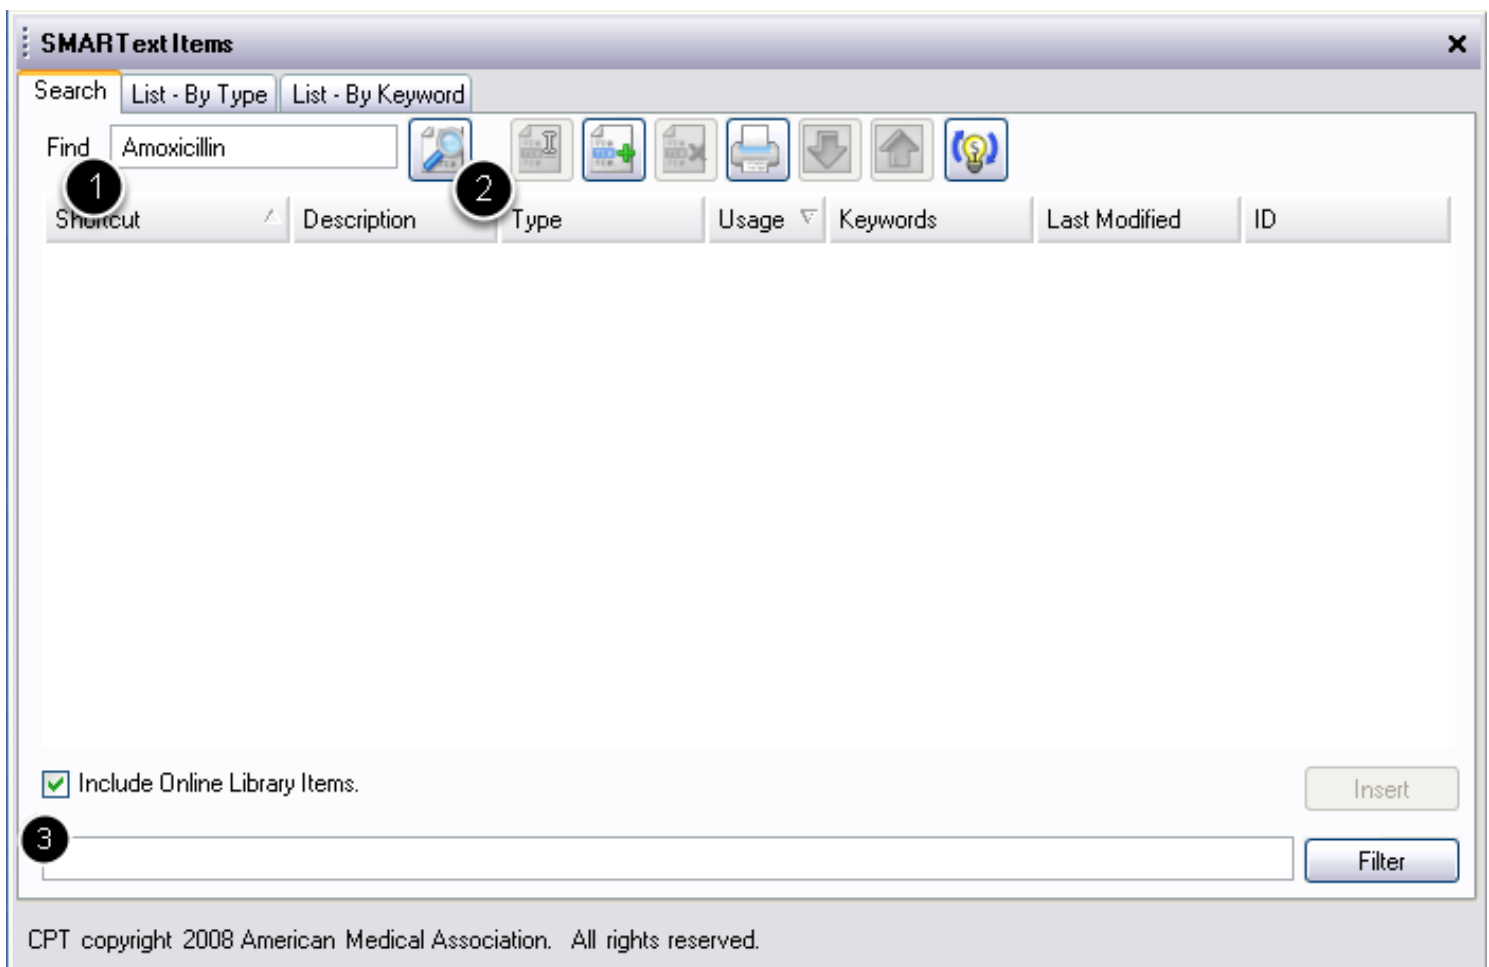 SMARText Items
Search List - By Type List - By Keyword
Find Amoxicillin
1 2
Shortcut Description Type Usage Keywords Last Modified ID
Include Online Library Items.
Insert
3
Filter
CPT copyright 2008 American Medical Association. All rights reserved.